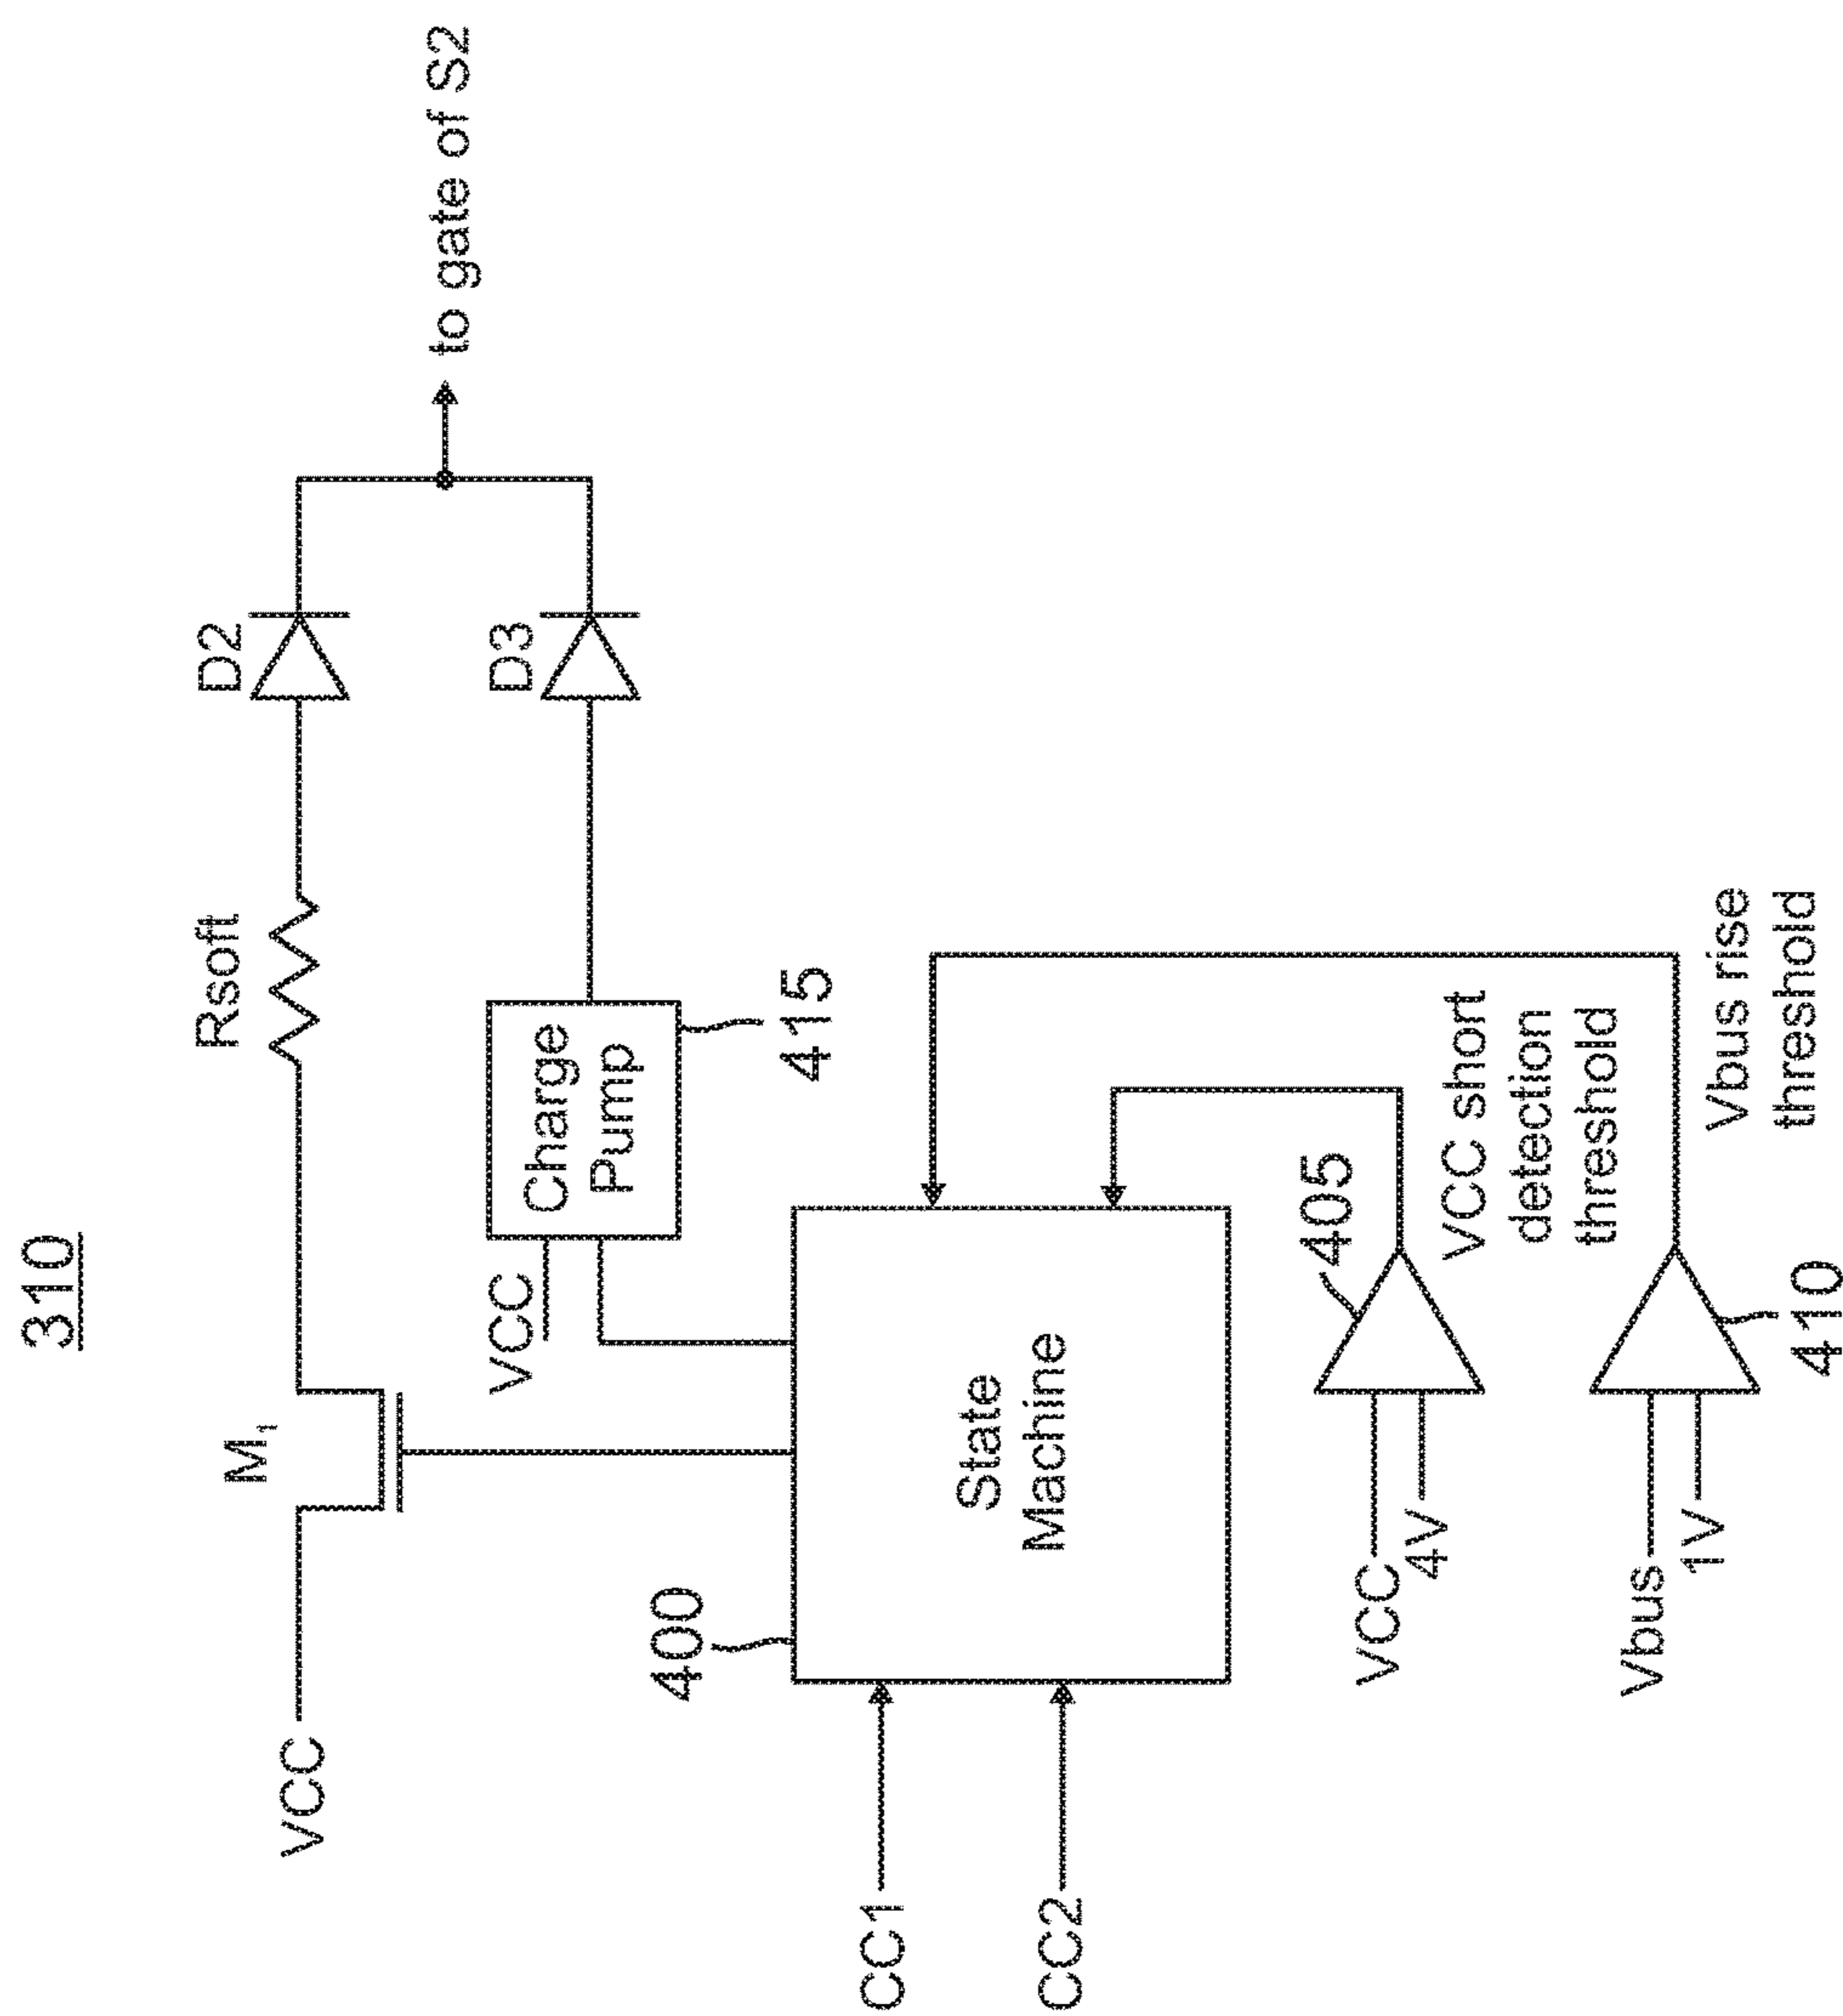 310
VCC
M1
Rsoft
D2
to gate of S2
VCC
Charge
Pump
415
D3
400
State
Machine
CC1
CC2
VCC
4V
405
VCC short
detection
threshold
Vbus
1V
410
Vbus rise
threshold